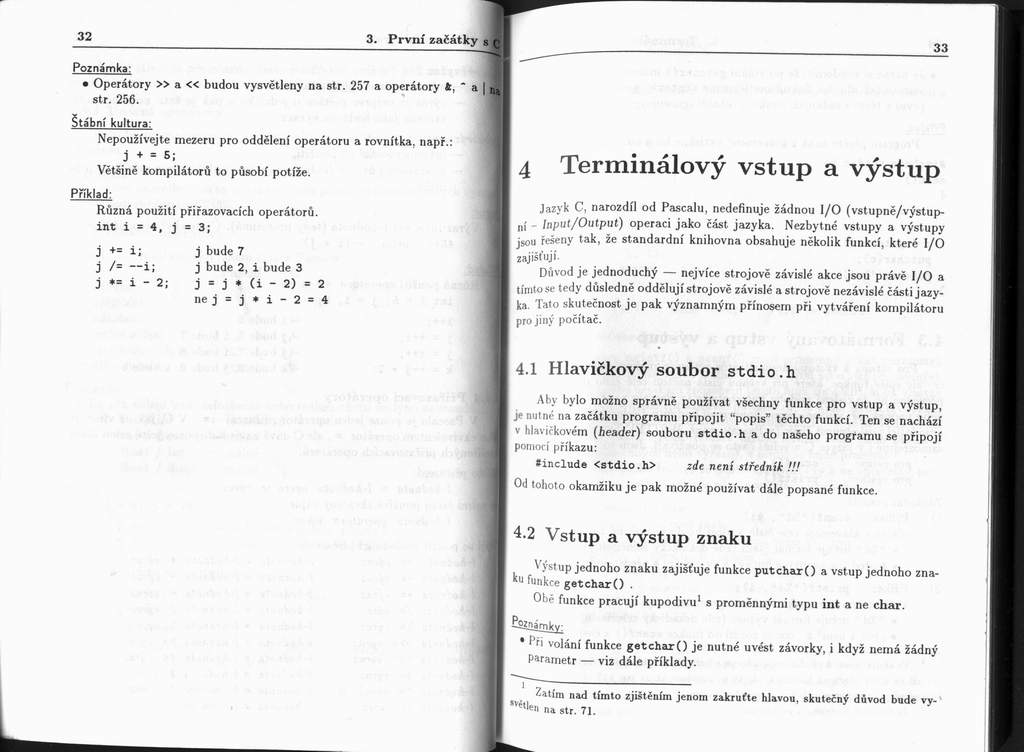 32
3. První začátky s C
Poznámka:
• Operátory >> a << budou vysvětleny na str. 257 a operátory &, ^ a | na
str. 256.
Štábní kultura:
Nepoužívejte mezeru pro oddělení operátoru a rovnítka, např.:
j + = 5;
Většině kompilátorů to působí potíže.
Příklad:
Různá použití přiřazovacích operátorů.
int i = 4, j = 3;
j += i; j bude 7
j /= --i; j bude 2, i bude 3
j *= i - 2; j = j * (i - 2) = 2
ne j = j * i - 2 = 4
33
4 Terminálový vstup a výstup
Jazyk C, narozdíl od Pascalu, nedefinuje žádnou I/O (vstupně/výstup-
ní - Input/Output) operaci jako část jazyka. Nezbytné vstupy a výstupy
jsou řešeny tak, že standardní knihovna obsahuje několik funkcí, které I/O
zajišťují.
Důvod je jednoduchý — nejvíce strojově závislé akce jsou právě I/O a
tímto se tedy důsledně oddělují strojově závislé a strojově nezávislé části jazy-
ka. Tato skutečnost je pak významným přínosem při vytváření kompilátoru
pro jiný počítač.
4.1 Hlavičkový soubor stdio.h
Aby bylo možno správně používat všechny funkce pro vstup a výstup,
je nutné na začátku programu připojit “popis” těchto funkcí. Ten se nachází
v hlavičkovém (header) souboru stdio.h a do našeho programu se připojí
pomocí příkazu:
#include <stdio.h> zde není středník !!!
Od tohoto okamžiku je pak možné používat dále popsané funkce.
4.2 Vstup a výstup znaku
Výstup jednoho znaku zajišťuje funkce putchar() a vstup jednoho zna-
ku funkce getchar() .
Obě funkce pracují kupodivu¹ s proměnnými typu int a ne char.
Poznámky:
• Při volání funkce getchar() je nutné uvést závorky, i když nemá žádný
parametr — viz dále příklady.
¹ Zatím nad tímto zjištěním jenom zakruťte hlavou, skutečný důvod bude vy-
světlen na str. 71.